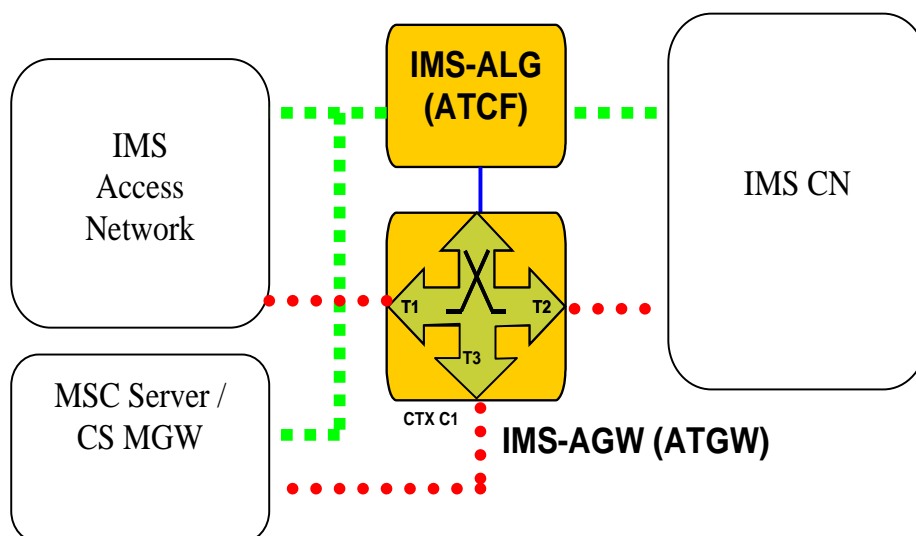 IMS-ALG
(ATCF)
IMS
Access
Network
IMS CN
T1
T2
T3
MSC Server /
CS MGW
CTX C1
IMS-AGW (ATGW)